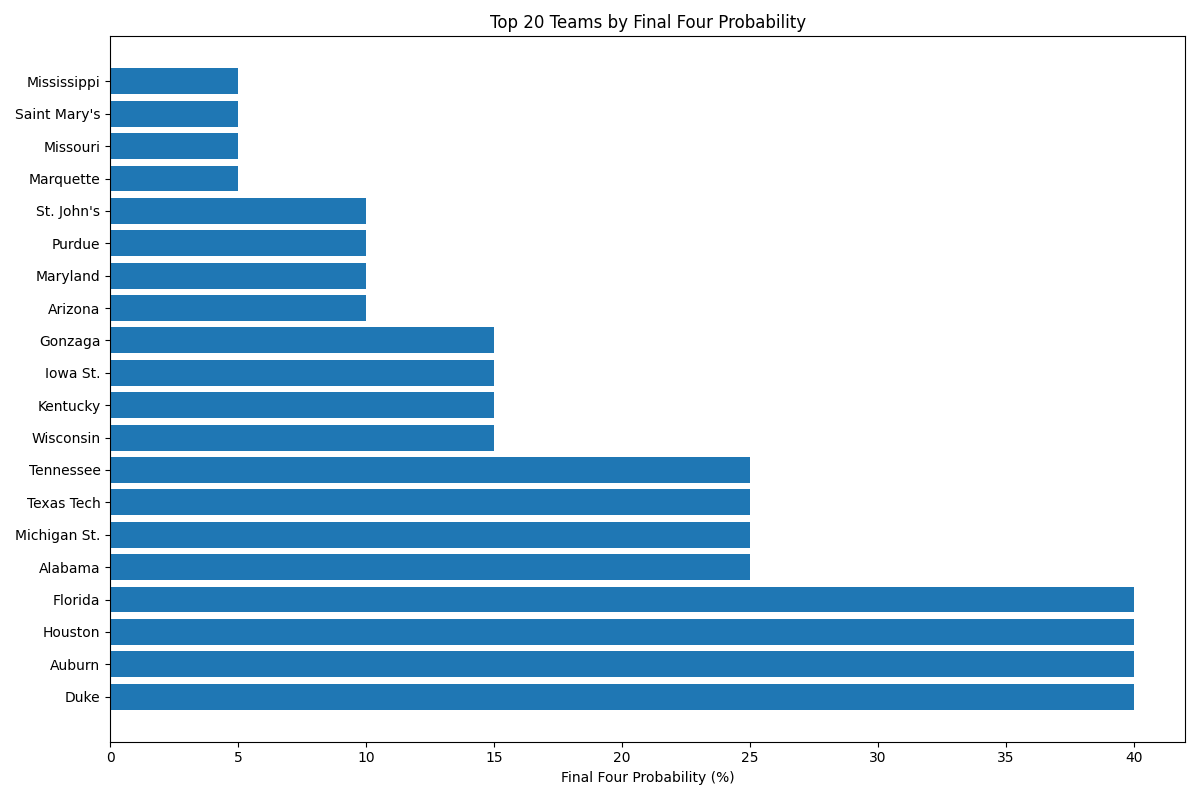 Top 20 Teams by Final Four Probability
Mississippi
Saint Mary's
Missouri
Marquette
St. John's
Purdue
Maryland
Arizona
Gonzaga
Iowa St.
Kentucky
Wisconsin
Tennessee
Texas Tech
Michigan St.
Alabama
Florida
Houston
Auburn
Duke
0 5 10 15 20 25 30 35 40
Final Four Probability (%)